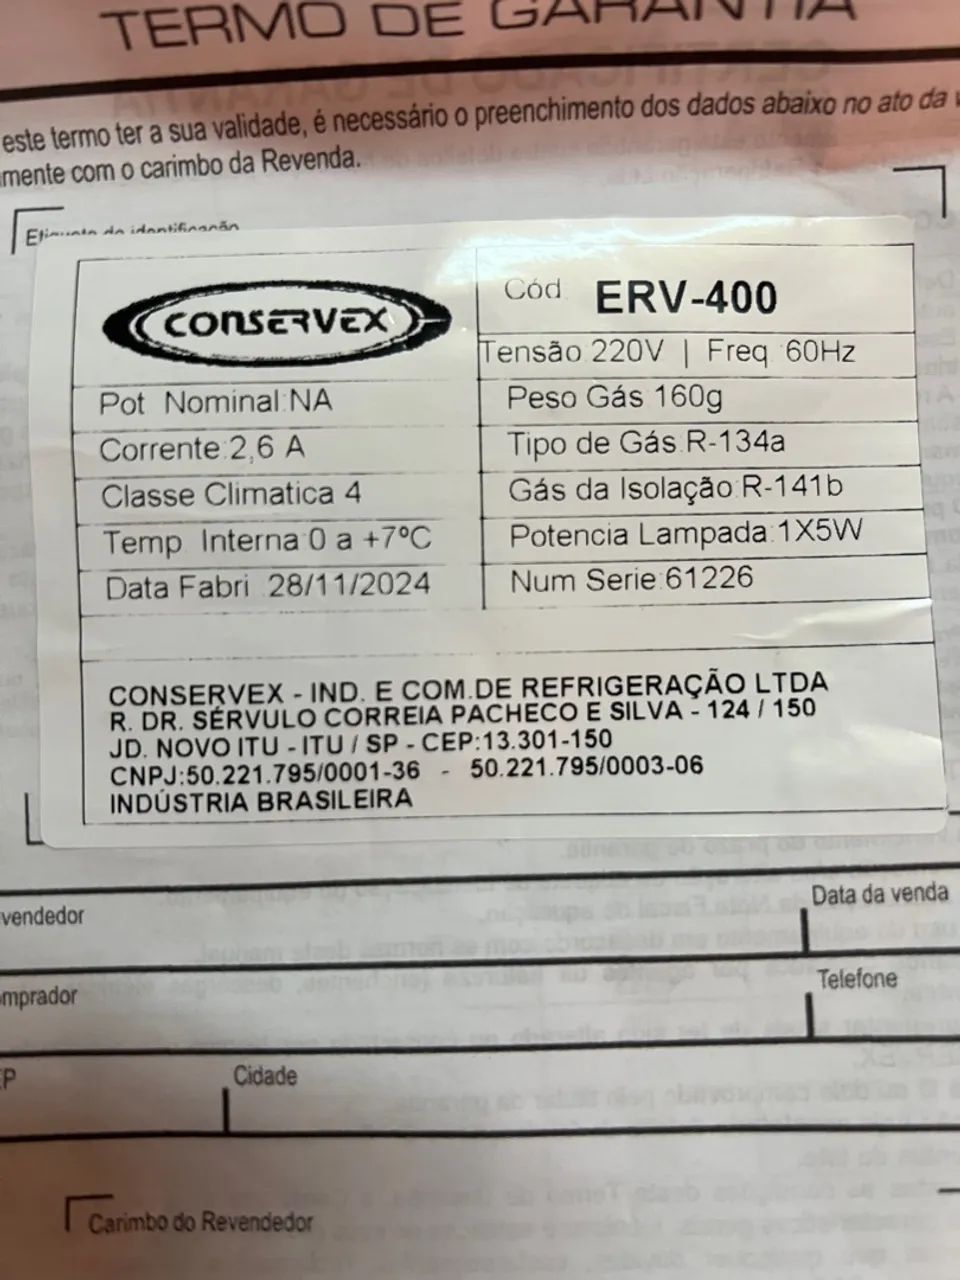 TERMO DE GARANTIA
este termo ter a sua validade, é necessário o preenchimento dos dados abaixo no ato da
mente com o carimbo da Revenda.
Etiqueta de identificação
CONSERVEX
Cód ERV-400
Tensão 220V | Freq 60Hz
Pot Nominal:NA
Peso Gás 160g
Corrente:2,6 A
Tipo de Gás:R-134a
Classe Climatica 4
Gás da Isolação:R-141b
Temp Interna:0 a +7ºC
Potencia Lampada:1X5W
Data Fabri 28/11/2024
Num Serie:61226
CONSERVEX - IND. E COM.DE REFRIGERAÇÃO LTDA
R. DR. SÉRVULO CORREIA PACHECO E SILVA - 124 / 150
JD. NOVO ITU - ITU / SP - CEP:13.301-150
CNPJ:50.221.795/0001-36 - 50.221.795/0003-06
INDÚSTRIA BRASILEIRA
vendedor
Data da venda
mprador
Telefone
EP
Cidade
Carimbo do Revendedor